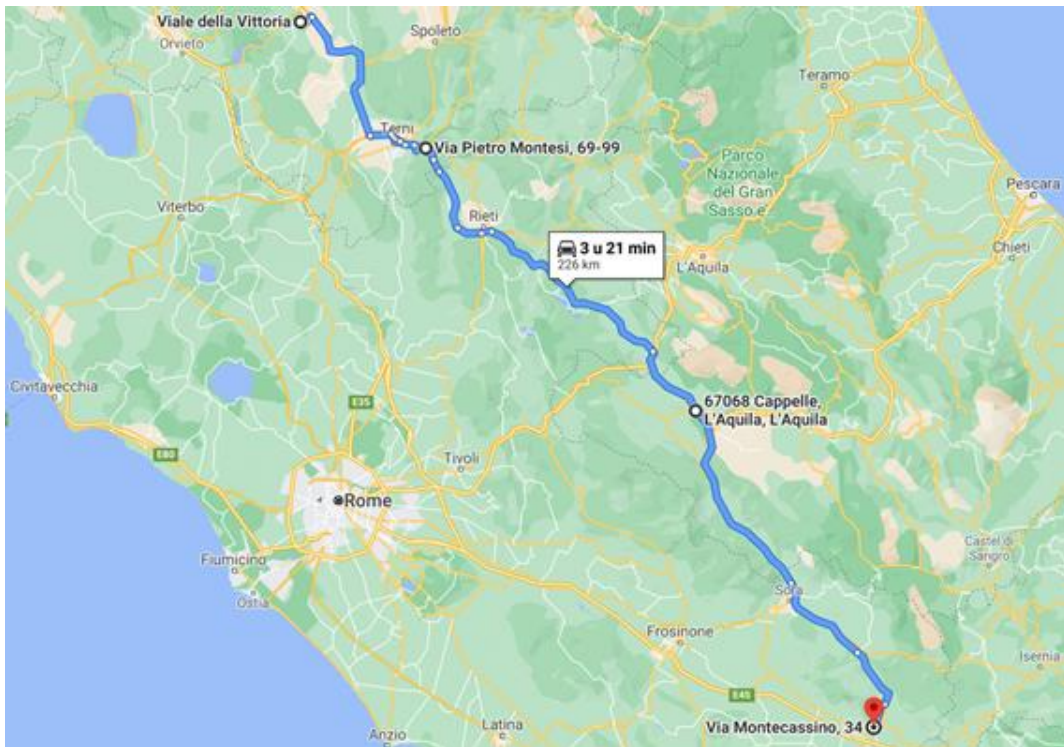 Viale della Vittoria
Orvieto
Spoleto
Teramo
Terni
Via Pietro Montesi, 69-99
Parco
Nazionale
del Gran
Sasso e.
Pescara
Viterbo
Rieti
Chieti
3 u 21 min
226 km
L'Aquila
Civitavecchia
67068 Cappelle,
L'Aquila, L'Aquila
E35
E80
Tivoli
Rome
Castel di
Sangro
Fiumicino
Sora
Ostia
Frosinone
Isernia
E45
Via Montecassino, 34
Latina
Anzio